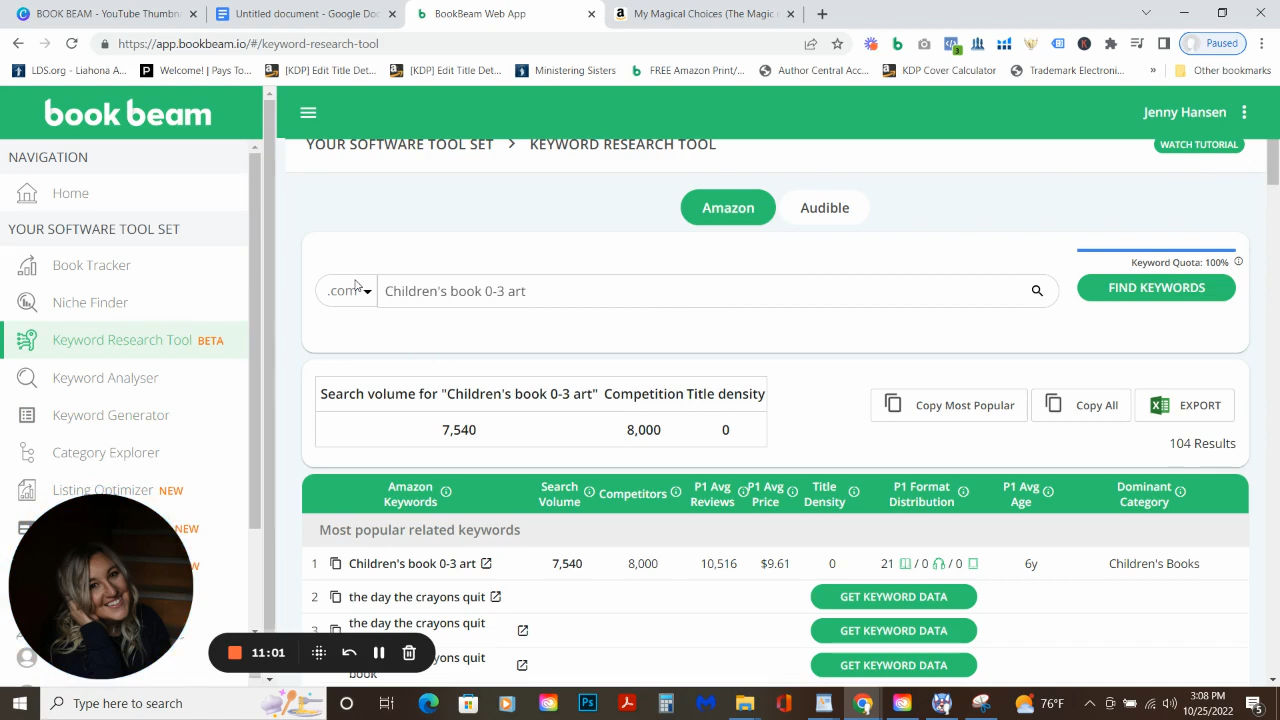 BOOK BEAM - YouTube Thumbn
Untitled document - Google Doc
BookBeam Web App
My Magical Choices (The Magic
https://app.bookbeam.io/#/keyword-research-tool
Paused
LDS.org - Liahona A...
Welcome! | Pays To...
[KDP] Edit Title Det...
[KDP] Edit Title Det...
Ministering Sisters
FREE Amazon Print/...
Author Central Acc...
KDP Cover Calculator
Trademark Electroni...
Other bookmarks
book beam
Jenny Hansen
NAVIGATION
Home
YOUR SOFTWARE TOOL SET
Book Tracker
Niche Finder
Keyword Research Tool BETA
Keyword Analyser
Keyword Generator
Category Explorer
Listing Optimizer NEW
NEW
YOUR SOFTWARE TOOL SET > KEYWORD RESEARCH TOOL
WATCH TUTORIAL
Amazon
Audible
Keyword Quota: 100%
.com
Children's book 0-3 art
FIND KEYWORDS
Search volume for "Children's book 0-3 art" Competition Title density
7,540 8,000 0
Copy Most Popular
Copy All
EXPORT
104 Results
Amazon Keywords
Search Volume
Competitors
P1 Avg Reviews
P1 Avg Price
Title Density
P1 Format Distribution
P1 Avg Age
Dominant Category
Most popular related keywords
1 Children's book 0-3 art 7,540 8,000 10,516 $9.61 0 21 / 0 / 0 6y Children's Books
2 the day the crayons quit GET KEYWORD DATA
3 the day the crayons quit GET KEYWORD DATA
yons quit
book
GET KEYWORD DATA
11:01
Type here to search
76°F
3:08 PM
10/25/2022
5